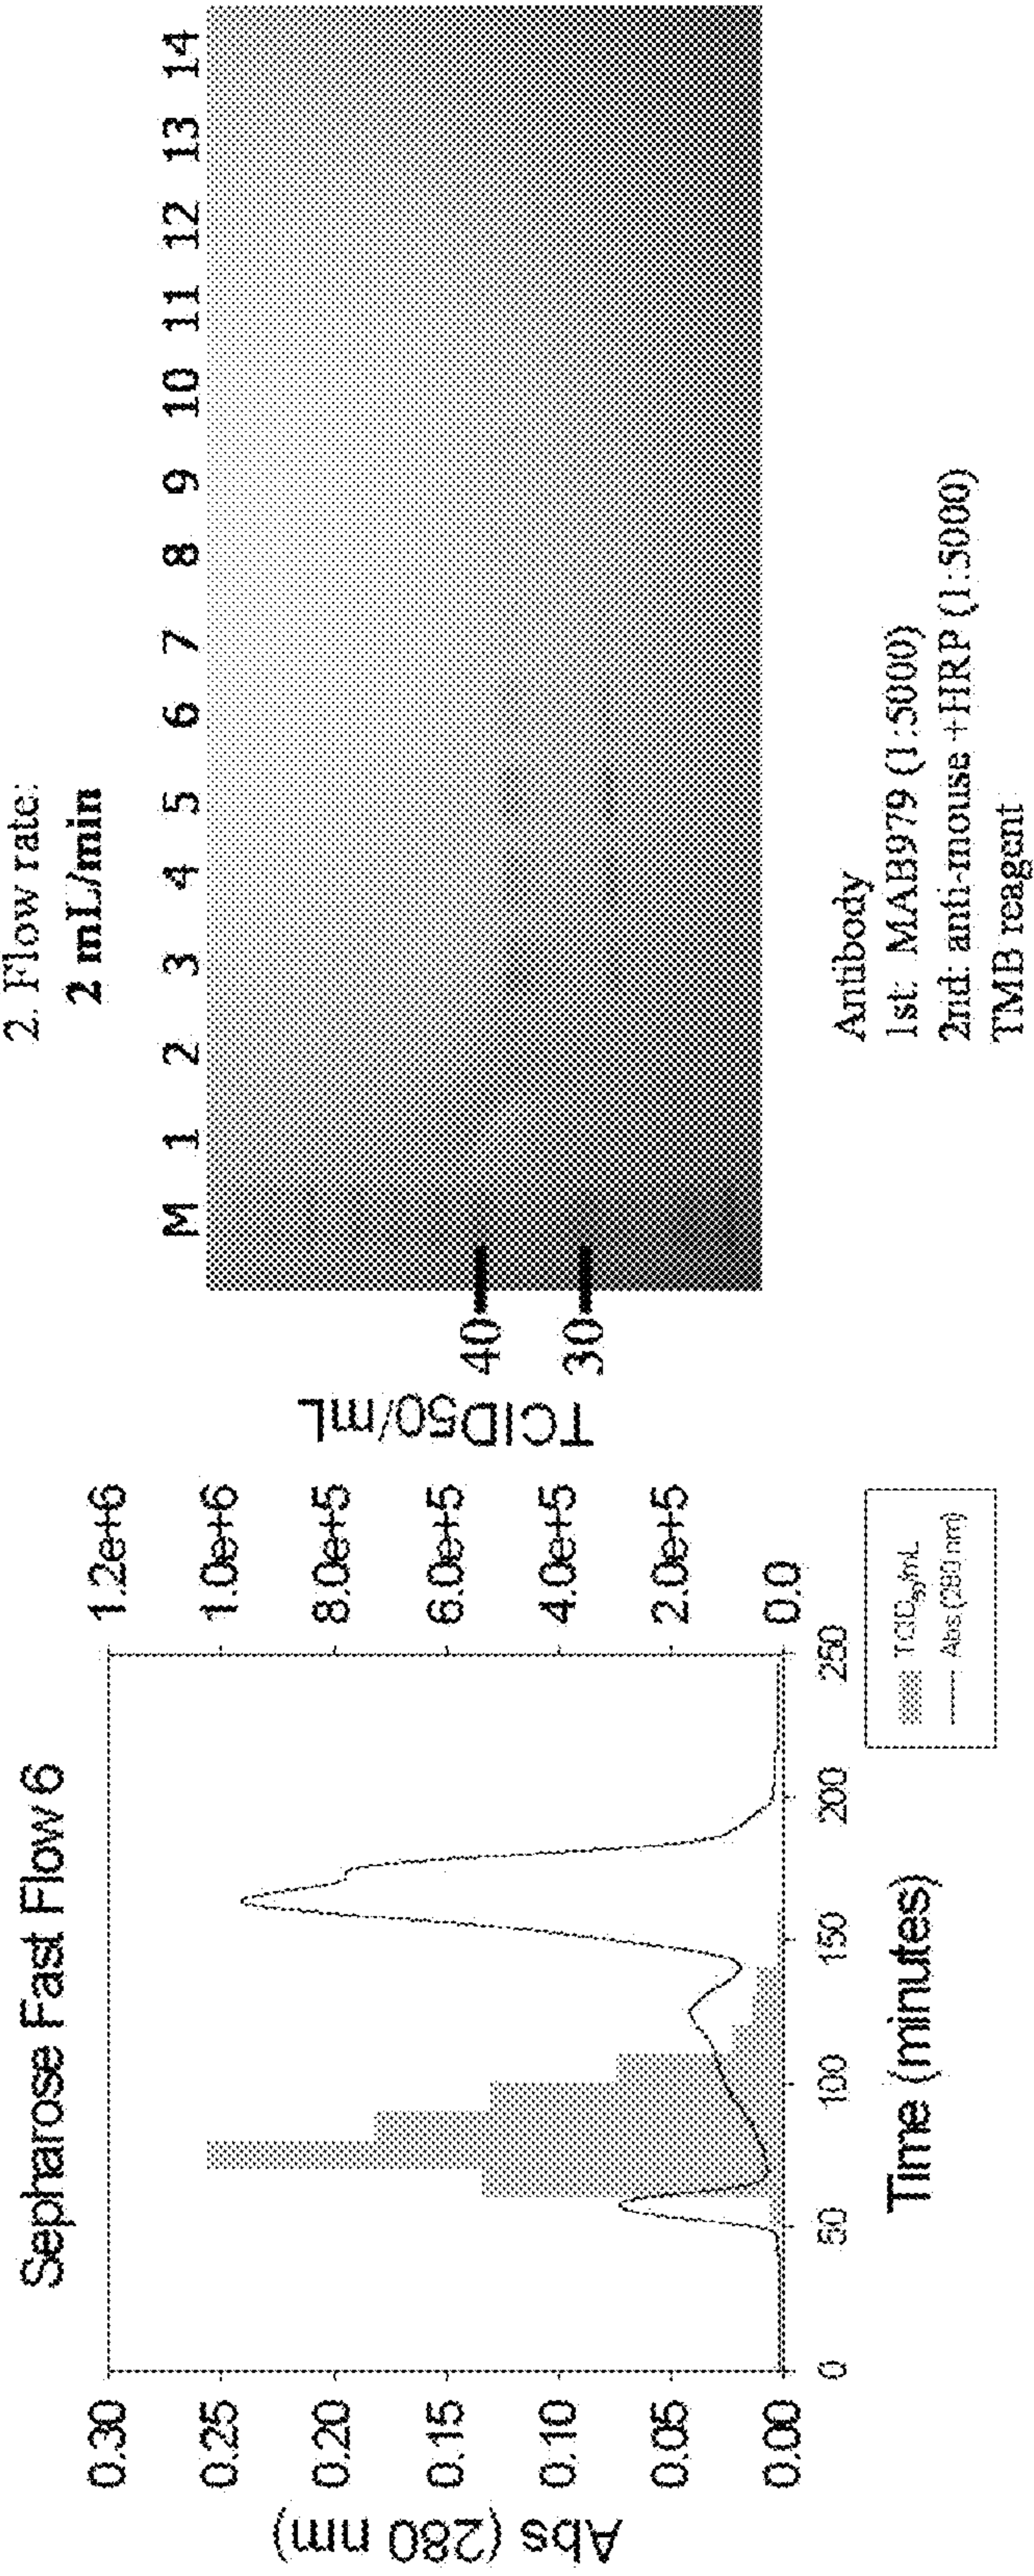 Sepharose Fast Flow 6
Abs (280 nm)
0.30
0.25
0.20
0.15
0.10
0.05
0.00
0 50 100 150 200 250
Time (minutes)
1.2e+6
1.0e+6
8.0e+5
6.0e+5
4.0e+5
2.0e+5
0.0
TCID50/mL
TCID50/mL
Abs (280 nm)
2. Flow rate:
2 mL/min
M 1 2 3 4 5 6 7 8 9 10 11 12 13 14
40
30
Antibody
1st: MAB979 (1:5000)
2nd: anti-mouse +HRP (1:5000)
TMB reagent